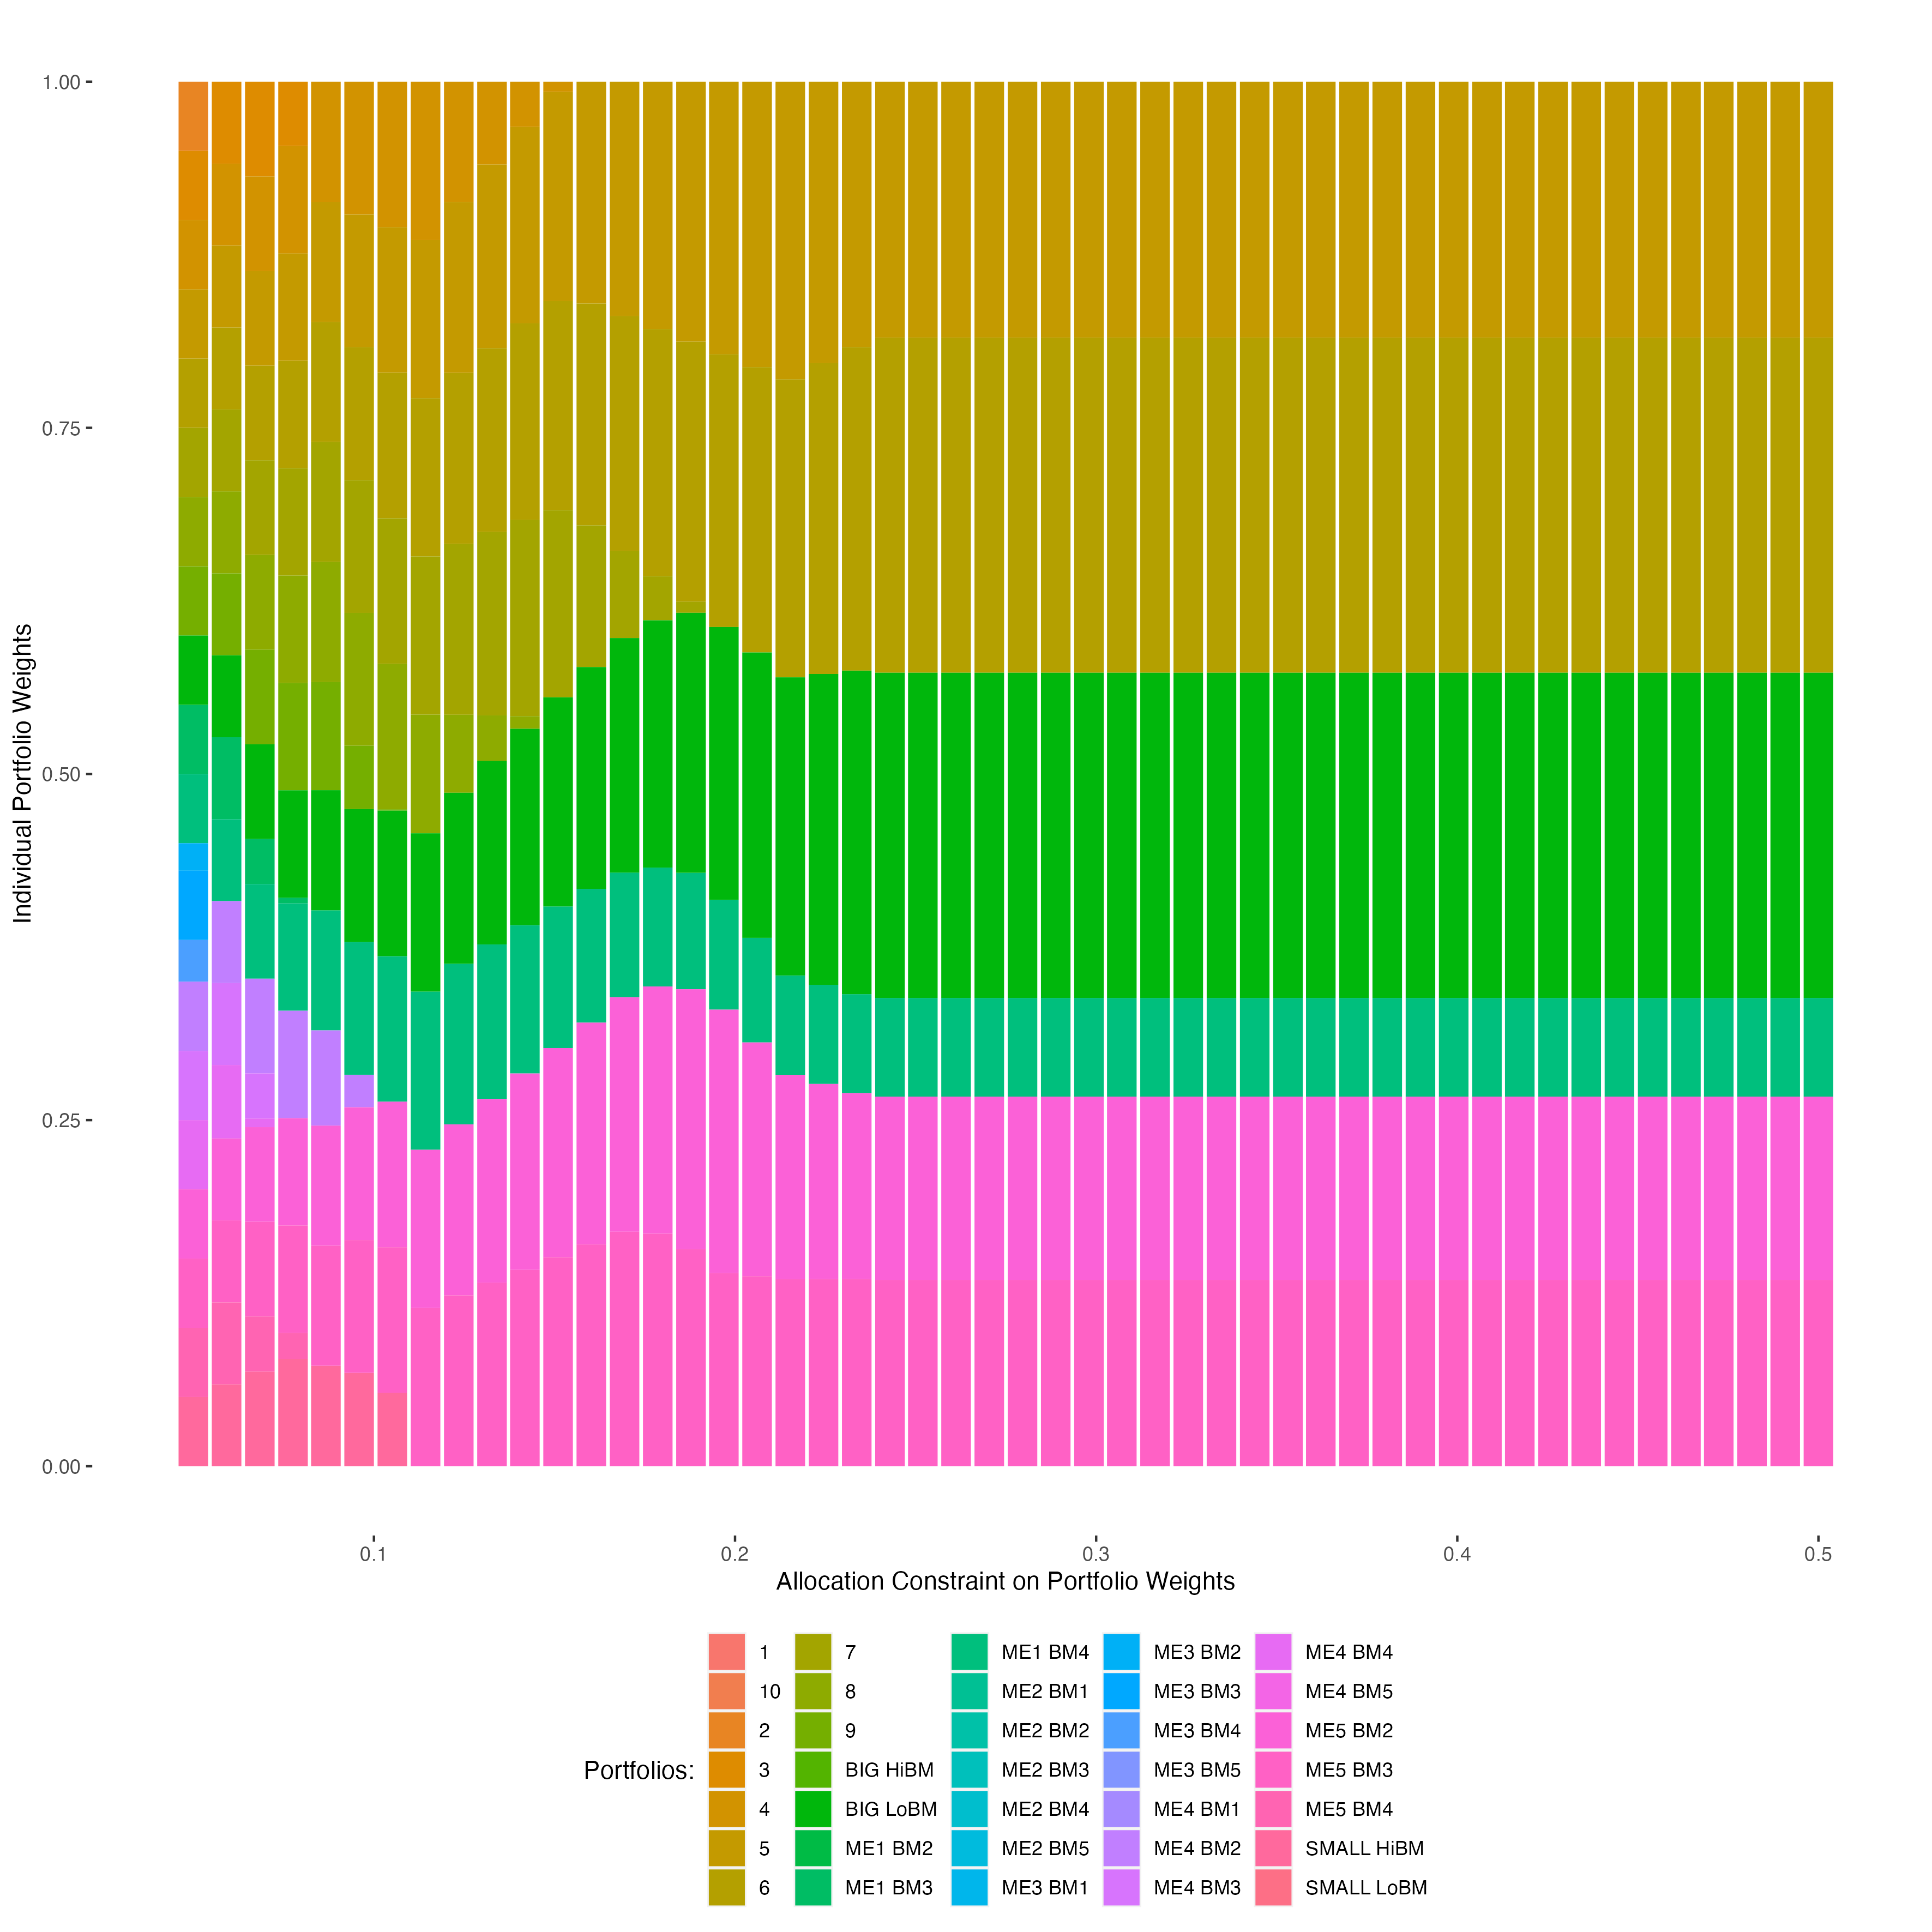 1.00
0.75
0.50
0.25
0.00
Individual Portfolio Weights
0.1 0.2 0.3 0.4 0.5
Allocation Constraint on Portfolio Weights
Portfolios:
1
10
2
3
4
5
6
7
8
9
BIG HiBM
BIG LoBM
ME1 BM2
ME1 BM3
ME1 BM4
ME2 BM1
ME2 BM2
ME2 BM3
ME2 BM4
ME2 BM5
ME3 BM1
ME3 BM2
ME3 BM3
ME3 BM4
ME3 BM5
ME4 BM1
ME4 BM2
ME4 BM3
ME4 BM4
ME4 BM5
ME5 BM2
ME5 BM3
ME5 BM4
SMALL HiBM
SMALL LoBM